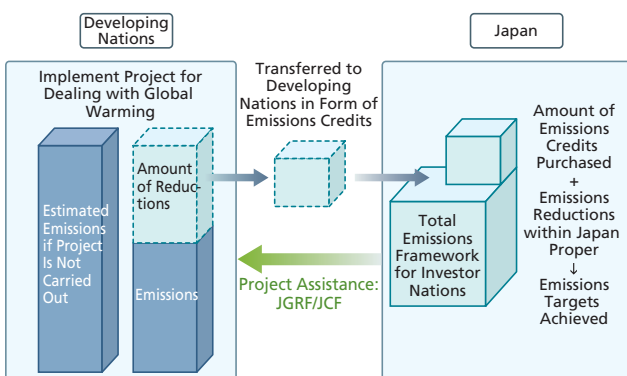 Developing
Nations
Japan
Implement Project for
Dealing with Global
Warming
Estimated
Emissions
if Project
Is Not
Carried
Out
Amount
of Reduc-
tions
Emissions
Transferred to
Developing
Nations in Form of
Emissions Credits
Project Assistance:
JGRF/JCF
Total
Emissions
Framework
for Investor
Nations
Amount of
Emissions
Credits
Purchased
+
Emissions
Reductions
within Japan
Proper
↓
Emissions
Targets
Achieved